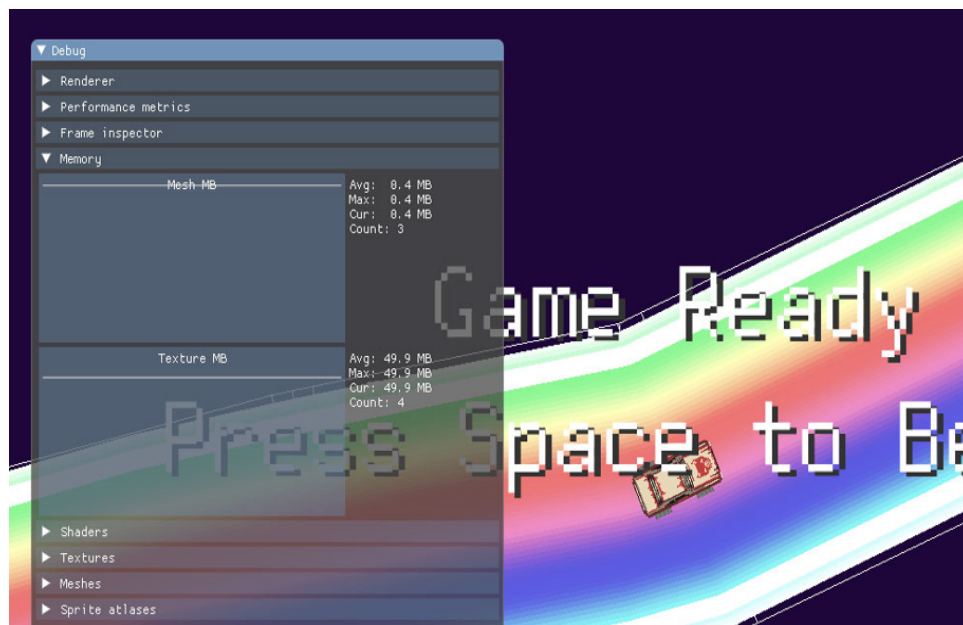 Debug
Renderer
Performance metrics
Frame inspector
Memory
Mesh MB
Avg: 0.4 MB
Max: 0.4 MB
Cur: 0.4 MB
Count: 3
Texture MB
Avg: 49.9 MB
Max: 49.9 MB
Cur: 49.9 MB
Count: 4
Game Ready
Press Space to Be
Shaders
Textures
Meshes
Sprite atlases